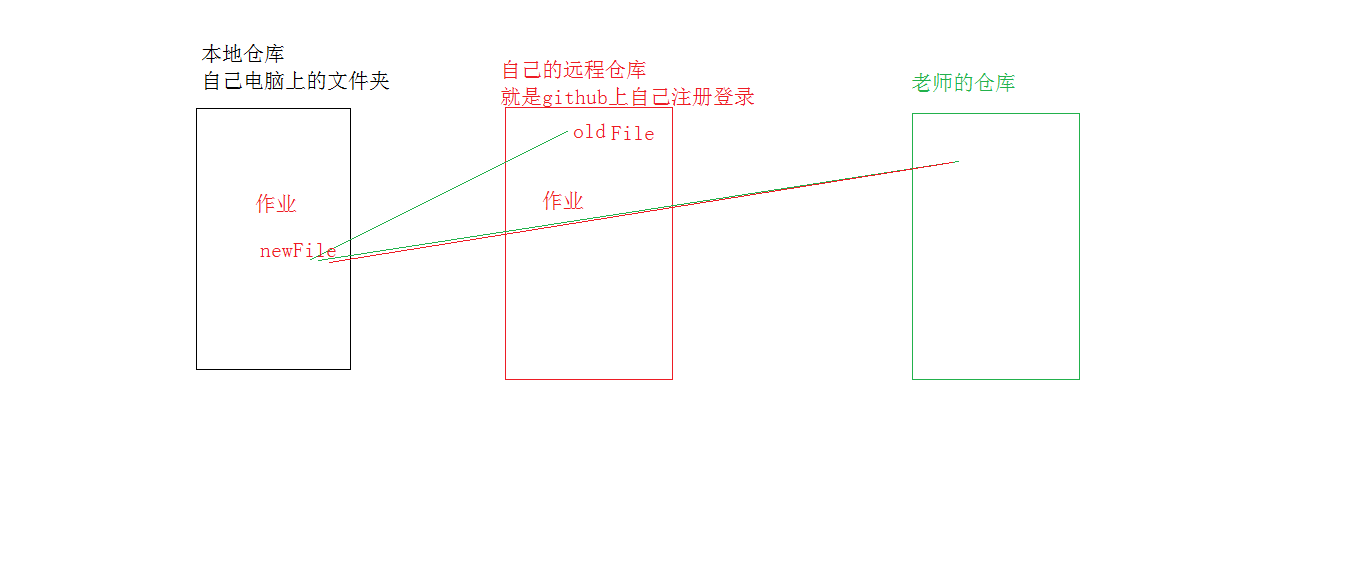 本地仓库
自己电脑上的文件夹
自己的远程仓库
就是github上自己注册登录
老师的仓库
old File
作业
作业
newFile